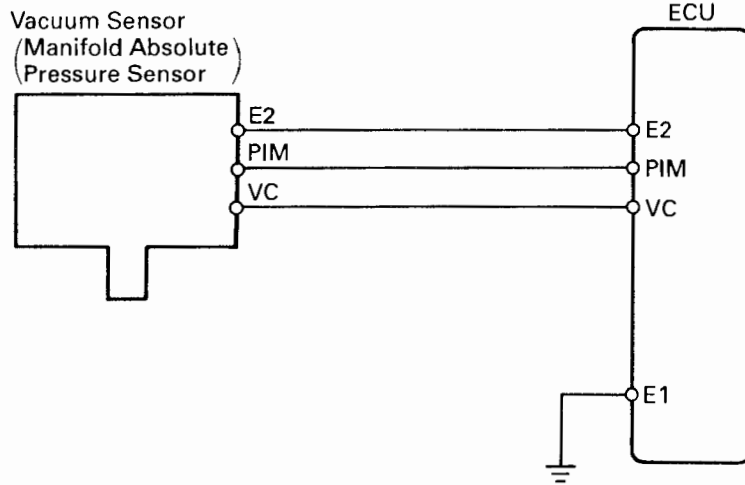 Vacuum Sensor
(Manifold Absolute
Pressure Sensor)
ECU
E2
PIM
VC
E2
PIM
VC
E1